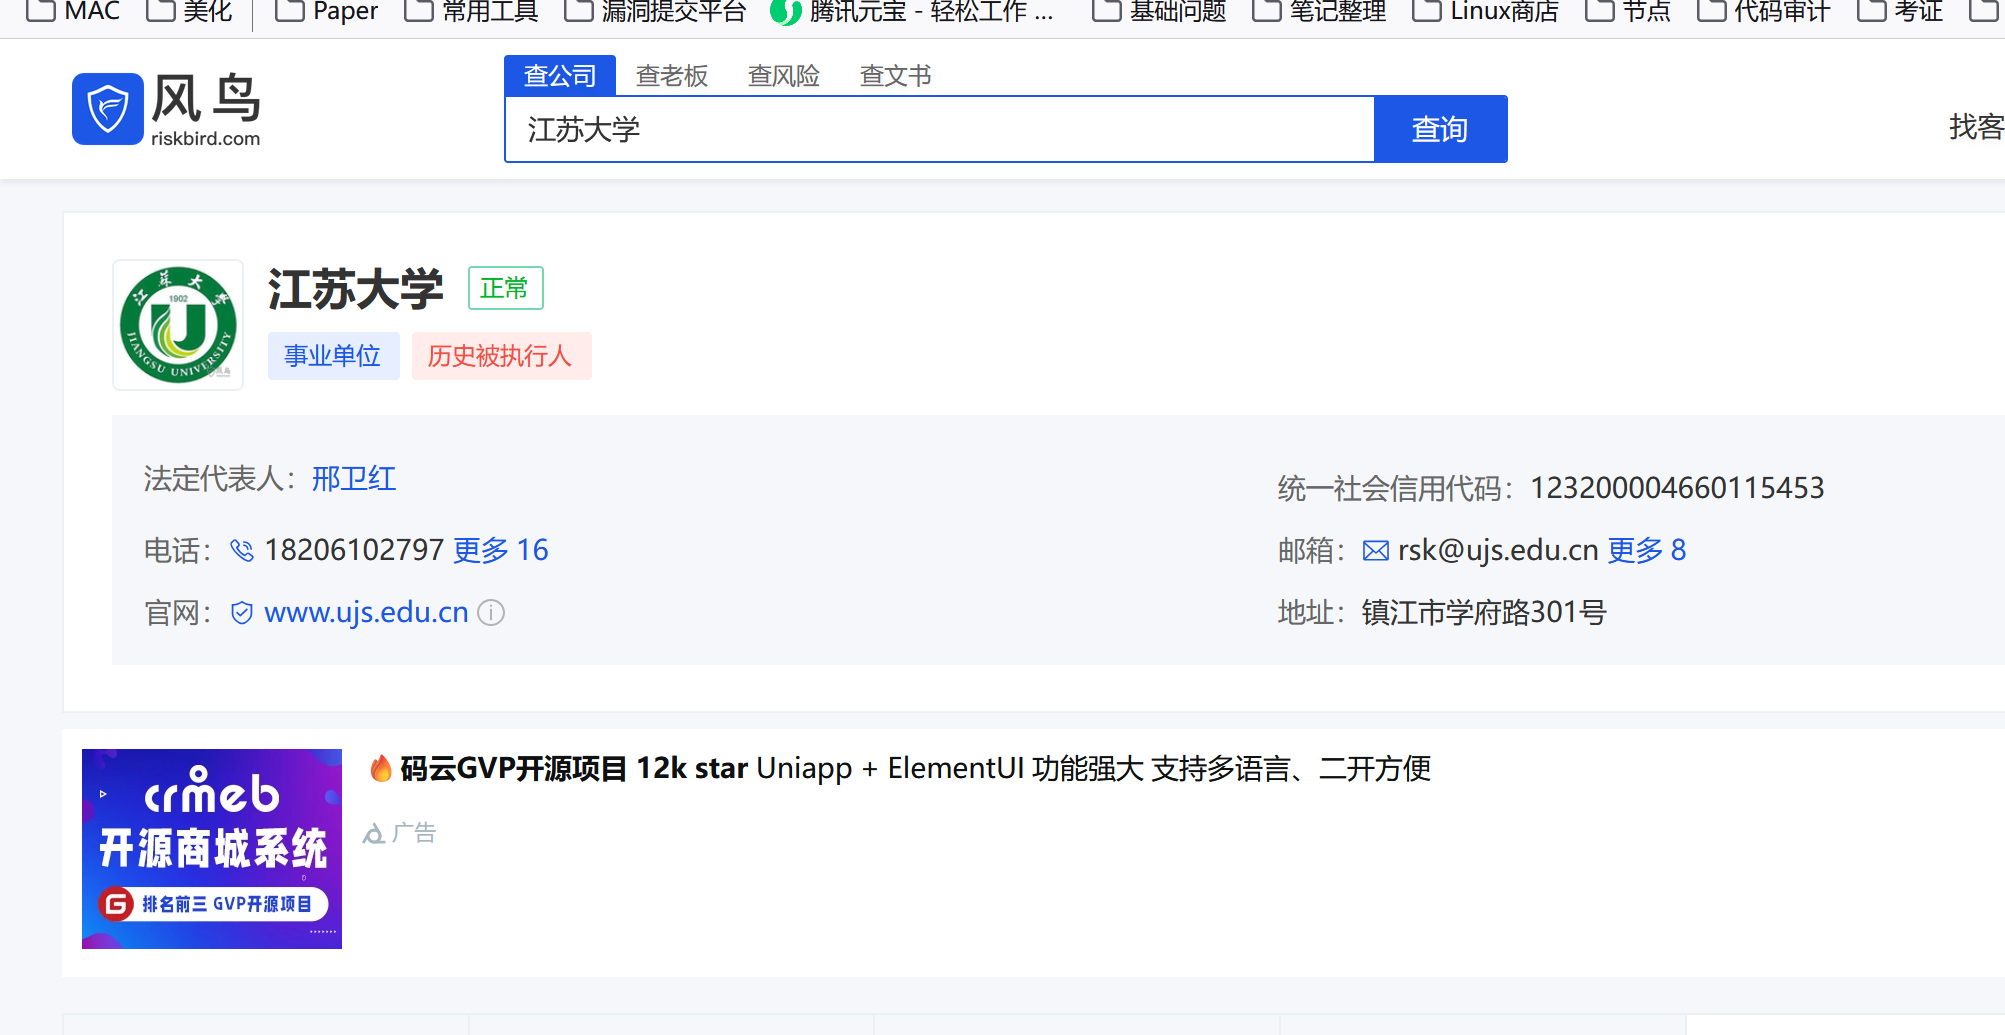 MAC 美化 Paper 常用工具 漏洞提交平台 腾讯元宝 - 轻松工作 ... 基础问题 笔记整理 Linux商店 节点 代码审计 考证
查公司 查老板 查风险 查文书
风鸟
riskbird.com
江苏大学 查询
找客
江苏大学 正常
事业单位 历史被执行人
江苏大学
1902
JIANGSU UNIVERSITY
法定代表人：邢卫红
统一社会信用代码：123200004660115453
电话：18206102797 更多 16
邮箱：rsk@ujs.edu.cn 更多 8
官网：www.ujs.edu.cn
地址：镇江市学府路301号
crmeb
开源商城系统
G 排名前三 GVP开源项目
码云GVP开源项目 12k star Uniapp + ElementUI 功能强大 支持多语言、二开方便
广告